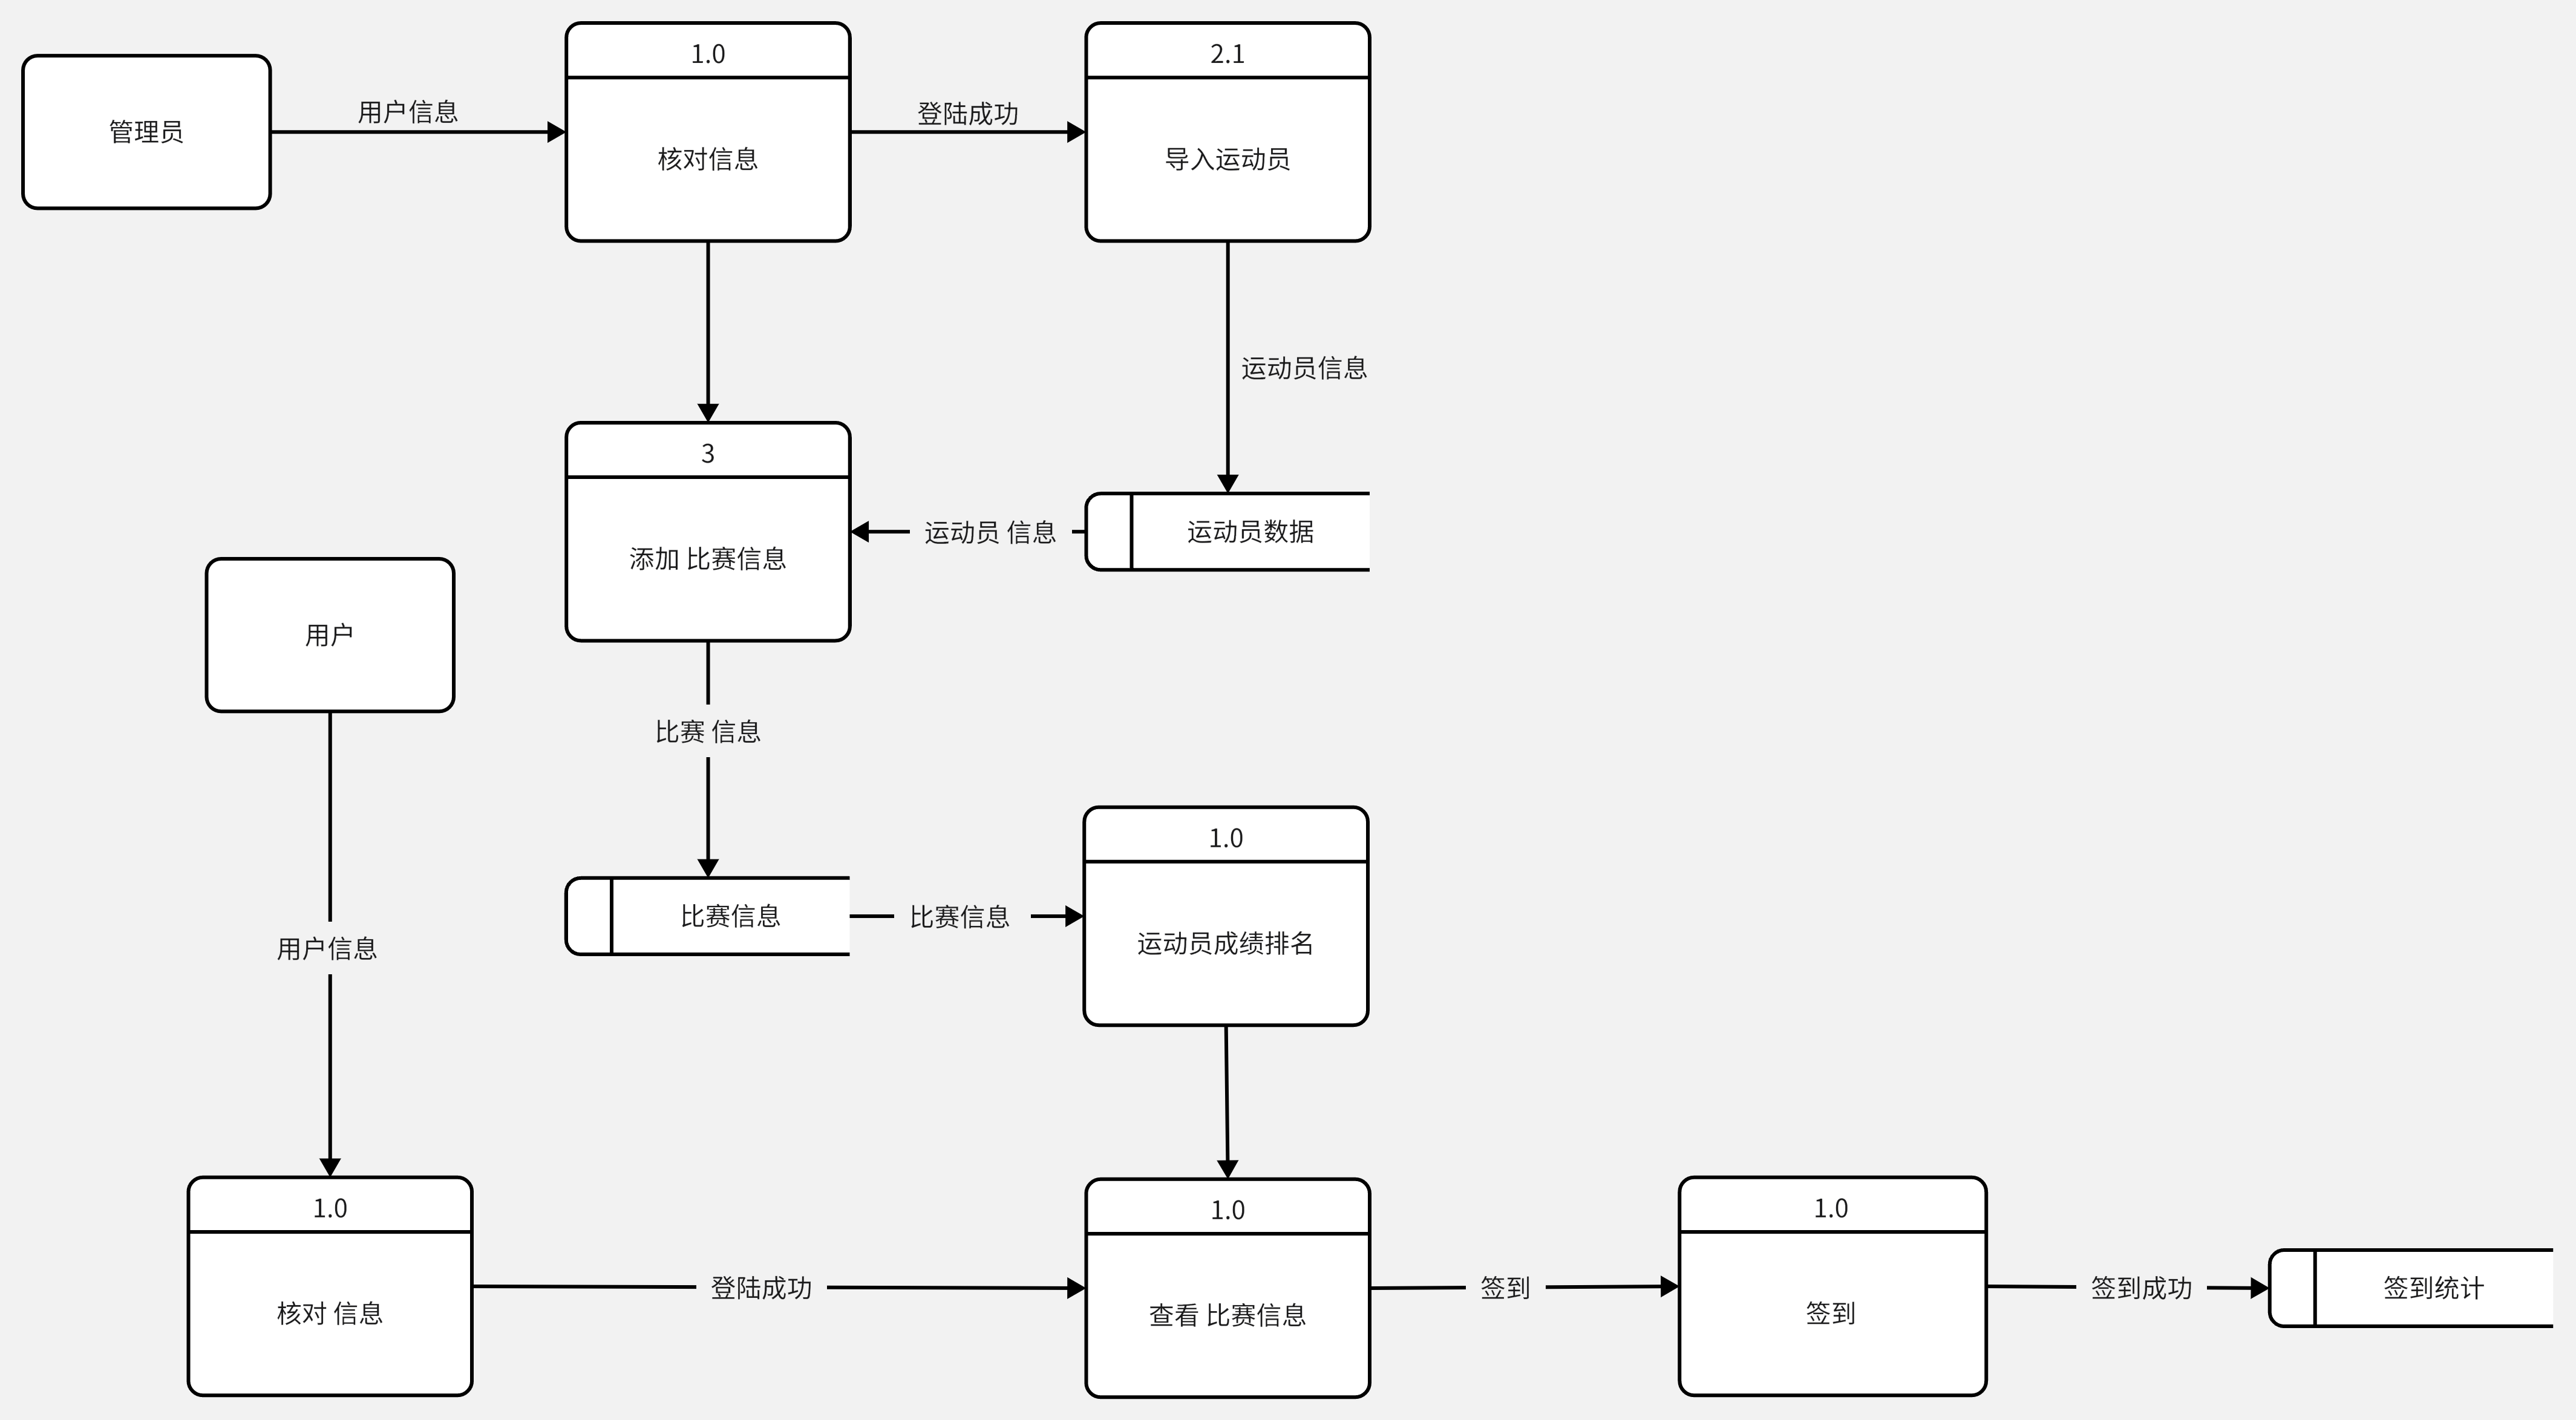 管理员
用户信息
1.0
核对信息
登陆成功
2.1
导入运动员
运动员信息
3
添加 比赛信息
运动员 信息
运动员数据
用户
比赛 信息
用户信息
比赛信息
比赛信息
1.0
运动员成绩排名
1.0
核对 信息
登陆成功
1.0
查看 比赛信息
签到
1.0
签到
签到成功
签到统计